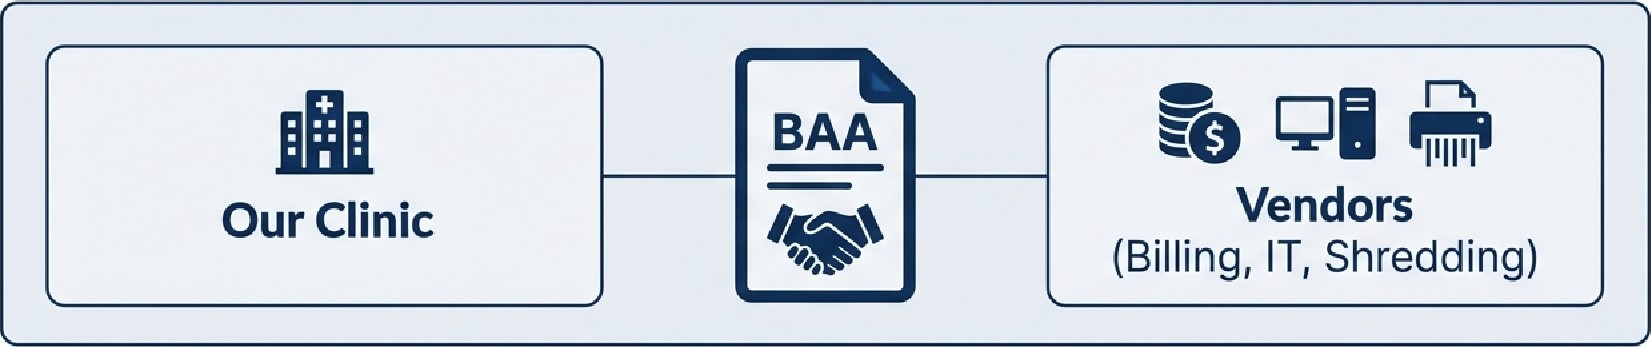 Our Clinic
BAA
$
Vendors
(Billing, IT, Shredding)